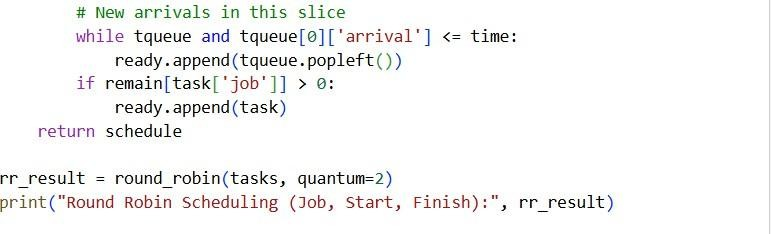 # New arrivals in this slice
while tqueue and tqueue[0]['arrival'] <= time:
ready.append(tqueue.popleft())
if remain[task['job']] > 0:
ready.append(task)
return schedule
rr_result = round_robin(tasks, quantum=2)
print("Round Robin Scheduling (Job, Start, Finish):", rr_result)